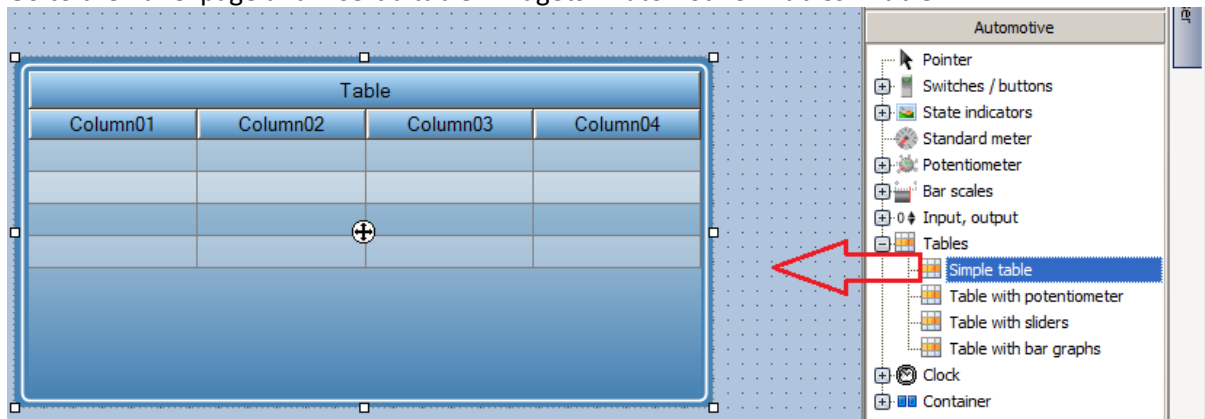 Automotive
Pointer
Switches / buttons
State indicators
Standard meter
Potentiometer
Bar scales
Input, output
Tables
Simple table
Table with potentiometer
Table with sliders
Table with bar graphs
Clock
Container
Table
Column01 Column02 Column03 Column04